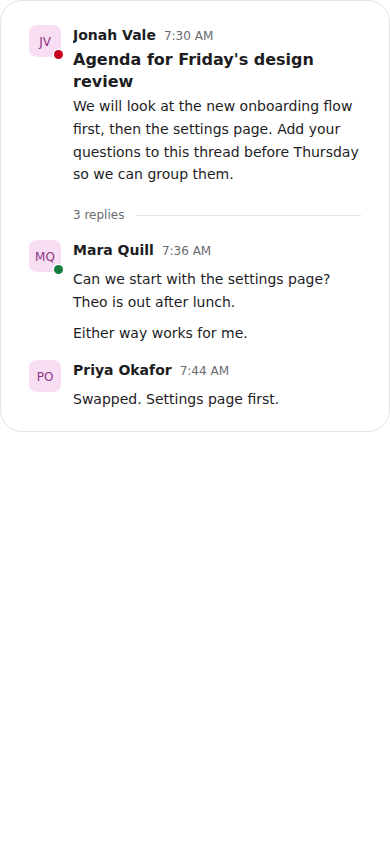 JV
Jonah Vale 7:30 AM
Agenda for Friday's design
review
We will look at the new onboarding flow
first, then the settings page. Add your
questions to this thread before Thursday
so we can group them.
3 replies
MQ
Mara Quill 7:36 AM
Can we start with the settings page?
Theo is out after lunch.
Either way works for me.
PO
Priya Okafor 7:44 AM
Swapped. Settings page first.